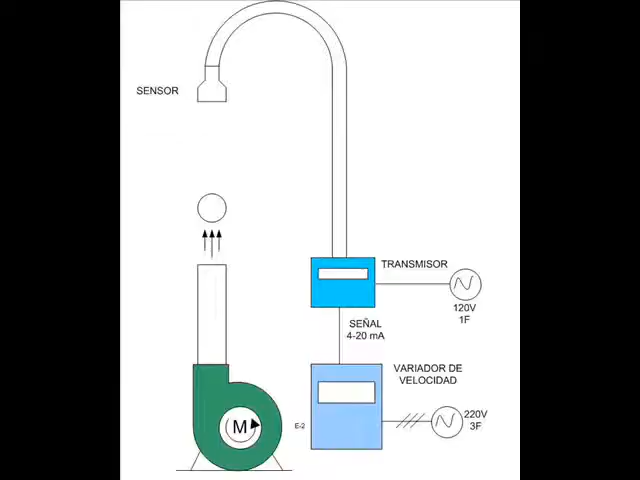 SENSOR
TRANSMISOR
120V
1F
SEÑAL
4-20 mA
VARIADOR DE
VELOCIDAD
M
E-2
220V
3F